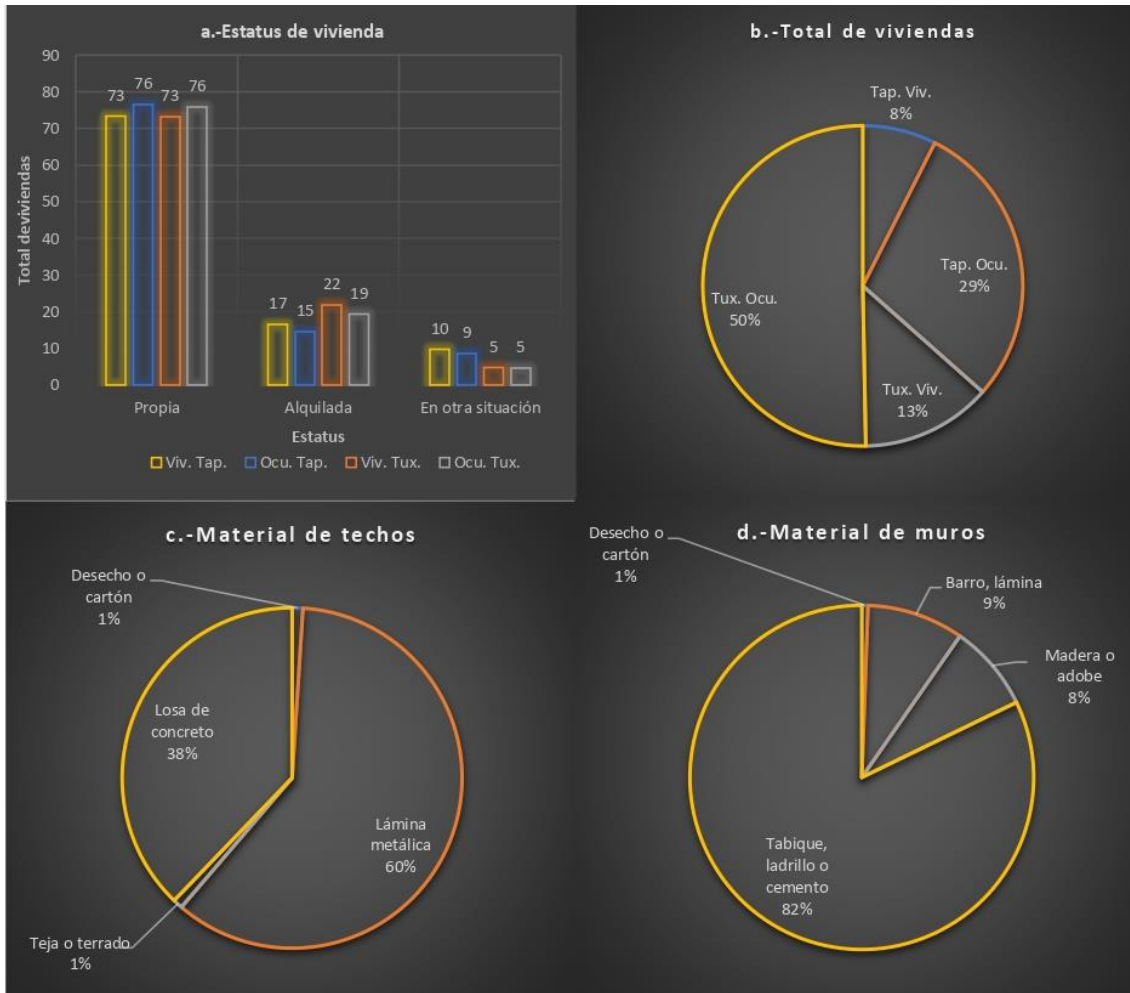 a.-Estatus de vivienda
90
80
70
60
50
40
30
20
10
0
Total deviviendas
73
76
73
76
17
15
22
19
10
9
5
5
Propia
Alquilada
En otra situación
Estatus
Viv. Tap.
Ocu. Tap.
Viv. Tux.
Ocu. Tux.
b.-Total de viviendas
Tap. Viv.
8%
Tap. Ocu.
29%
Tux. Viv.
13%
Tux. Ocu.
50%
c.-Material de techos
Desecho o
cartón
1%
Losa de
concreto
38%
Lámina
metálica
60%
Teja o terrado
1%
d.-Material de muros
Desecho o
cartón
1%
Barro, lámina
9%
Madera o
adobe
8%
Tabique,
ladrillo o
cemento
82%